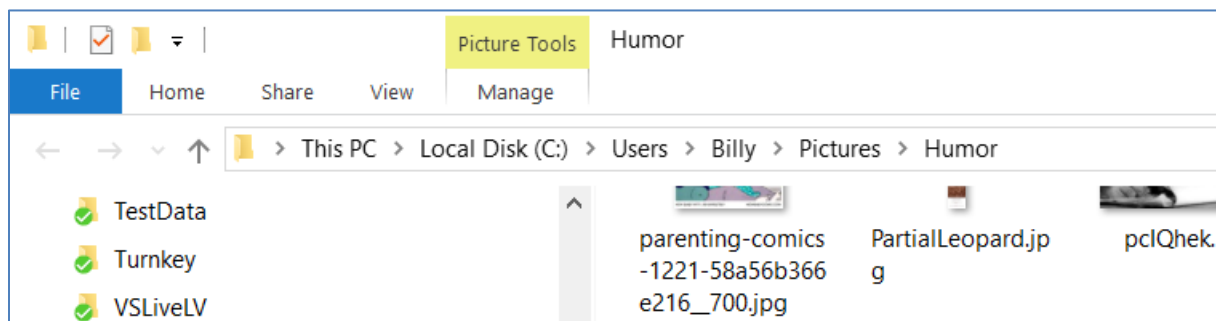 Picture Tools Humor
File Home Share View Manage
> This PC > Local Disk (C:) > Users > Billy > Pictures > Humor
TestData
Turnkey
VSLiveLV
parenting-comics
-1221-58a56b366
e216__700.jpg
PartialLeopard.jp
g